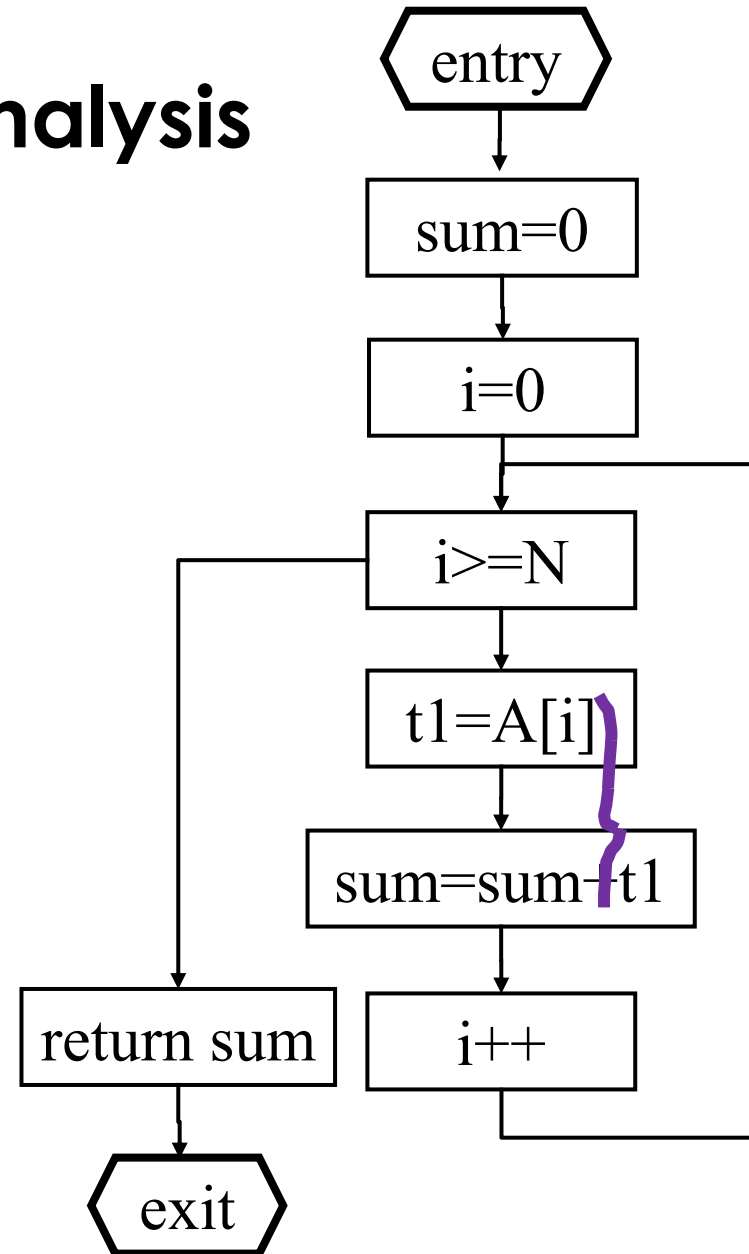 entry
nalysis
sum=0
i=0
i>=N
t1=A[i]
sum=sum+t1
return sum
i++
exit